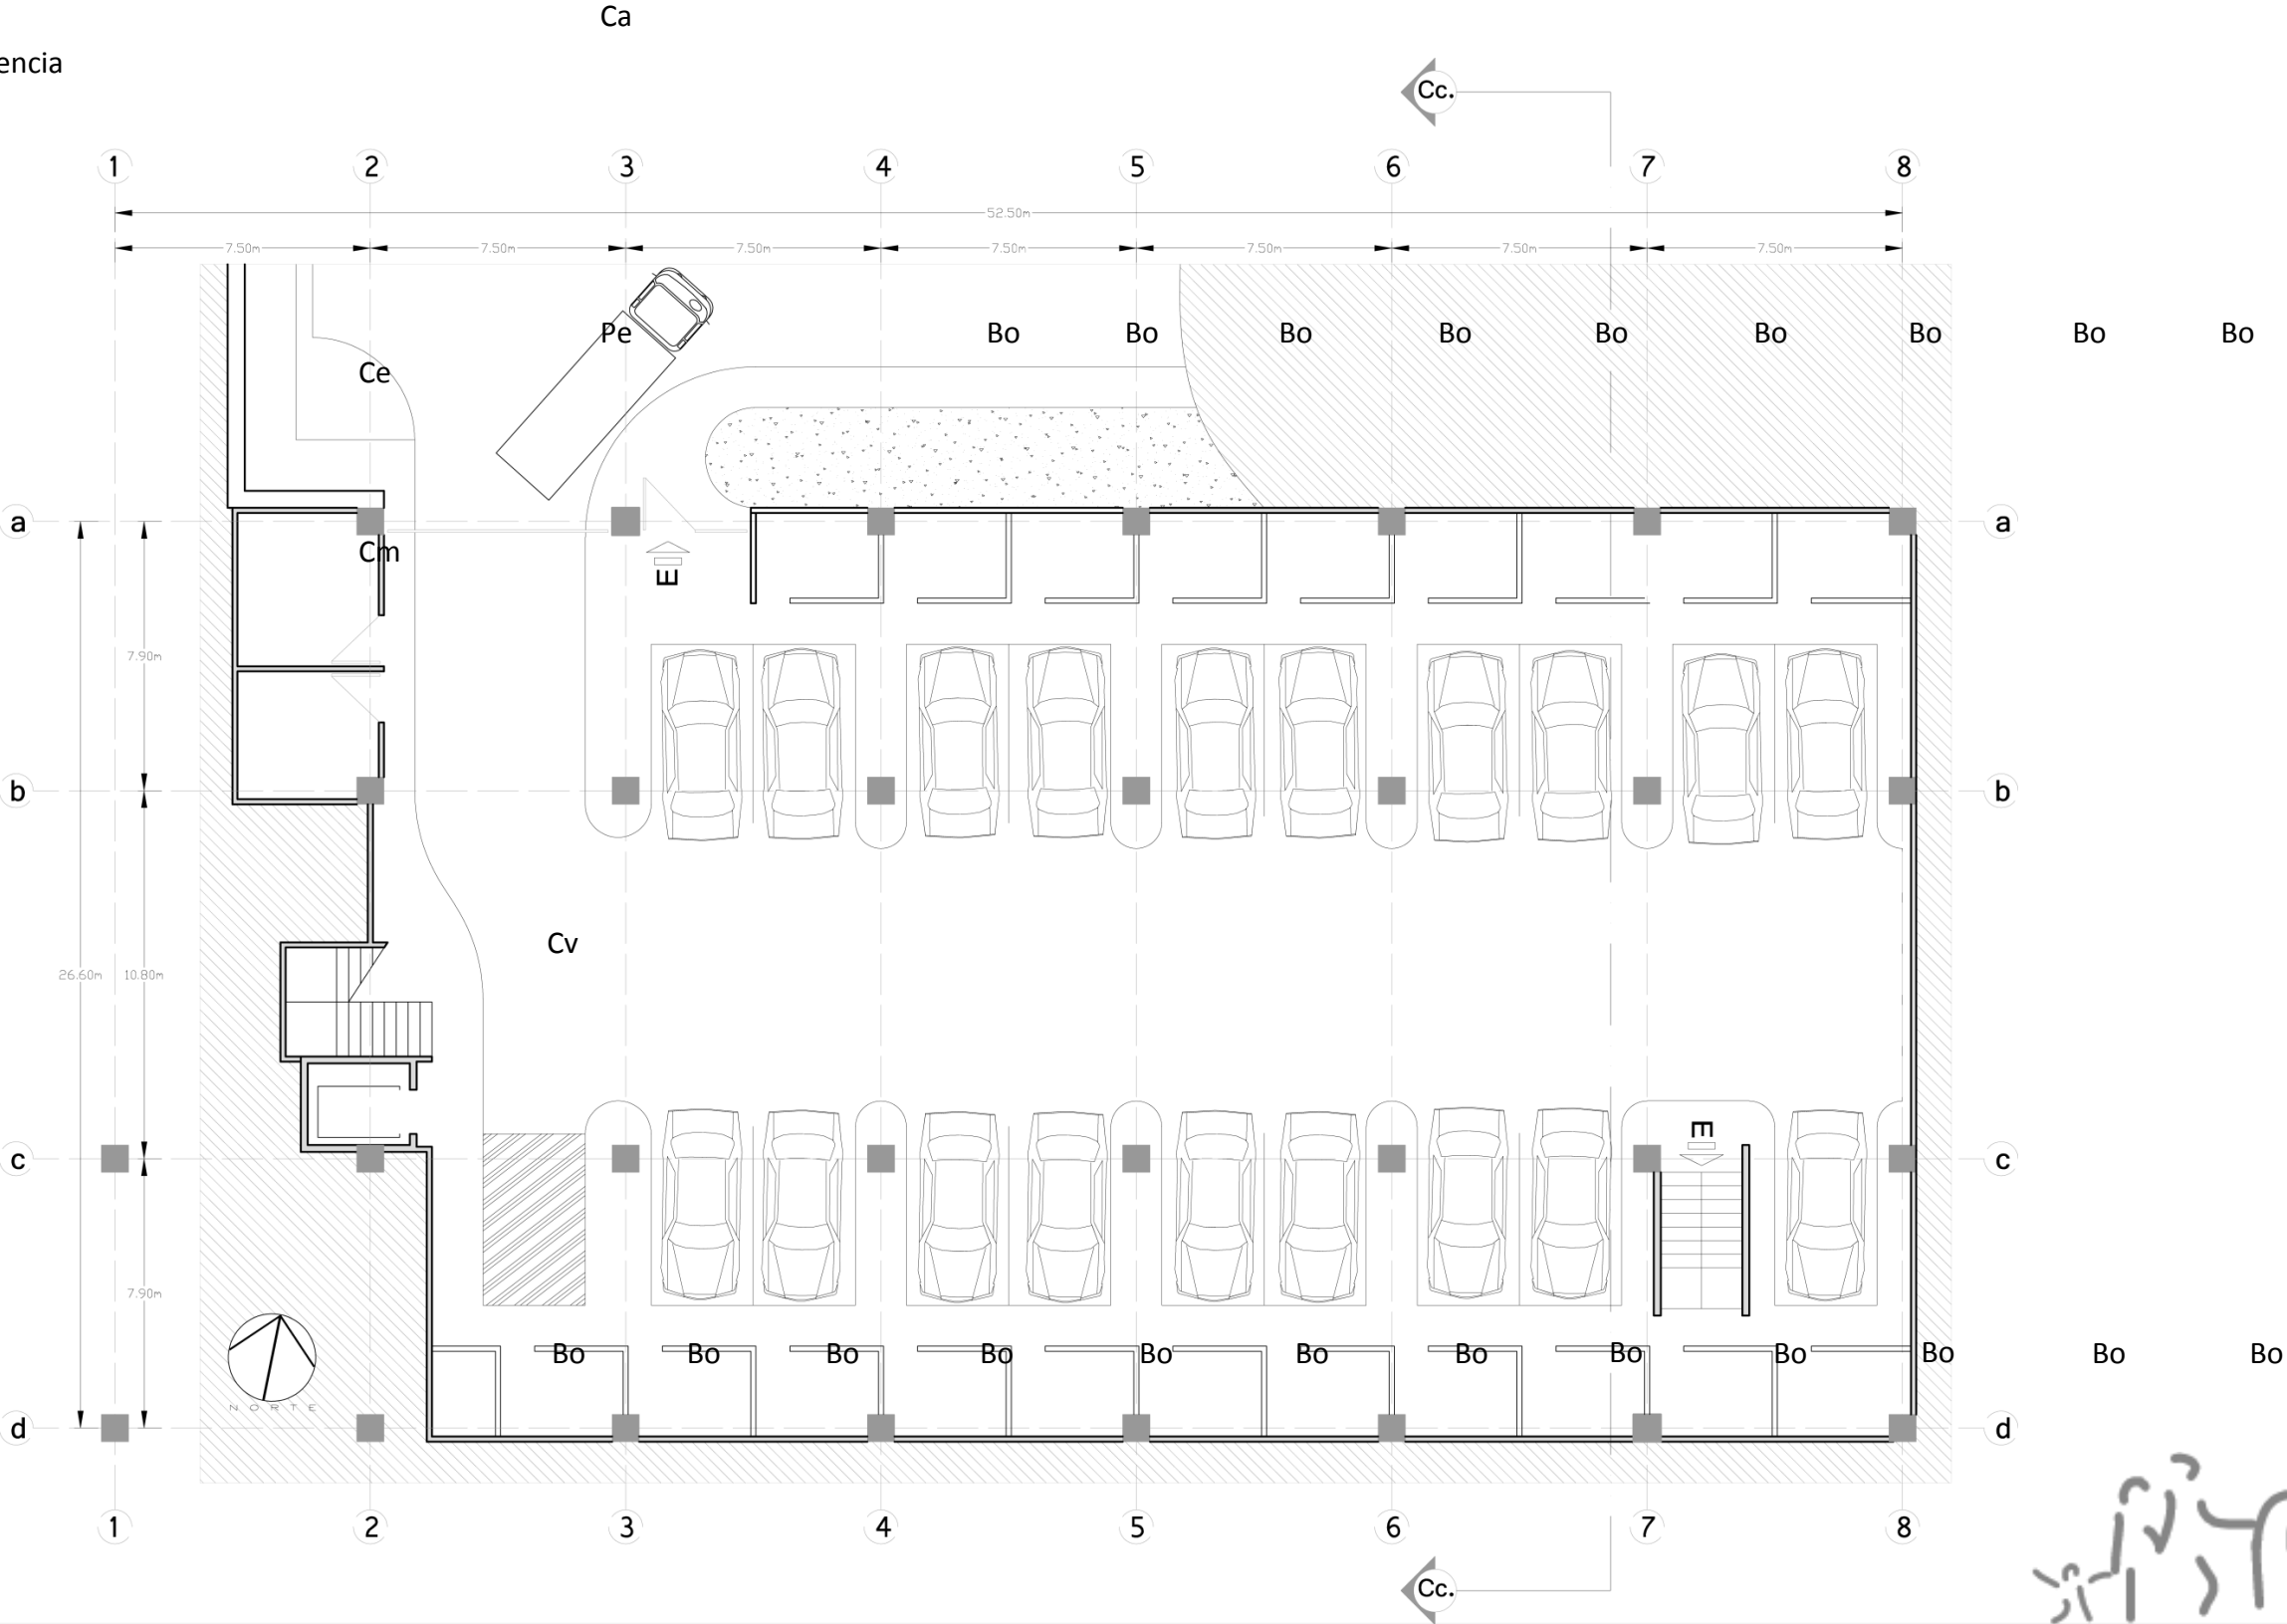 Ca
encia
Cc.
1 2 3 4 5 6 7 8
52.50m
7.50m 7.50m 7.50m 7.50m 7.50m 7.50m 7.50m
Pe Bo Bo Bo Bo Bo Bo Bo Bo Bo
Ce
a a
Cm
E
7.90m
b b
Cv
26.60m 10.80m
E
c c
7.90m
Bo Bo Bo Bo Bo Bo Bo Bo Bo Bo Bo Bo
NORTE
d d
1 2 3 4 5 6 7 8
Cc.